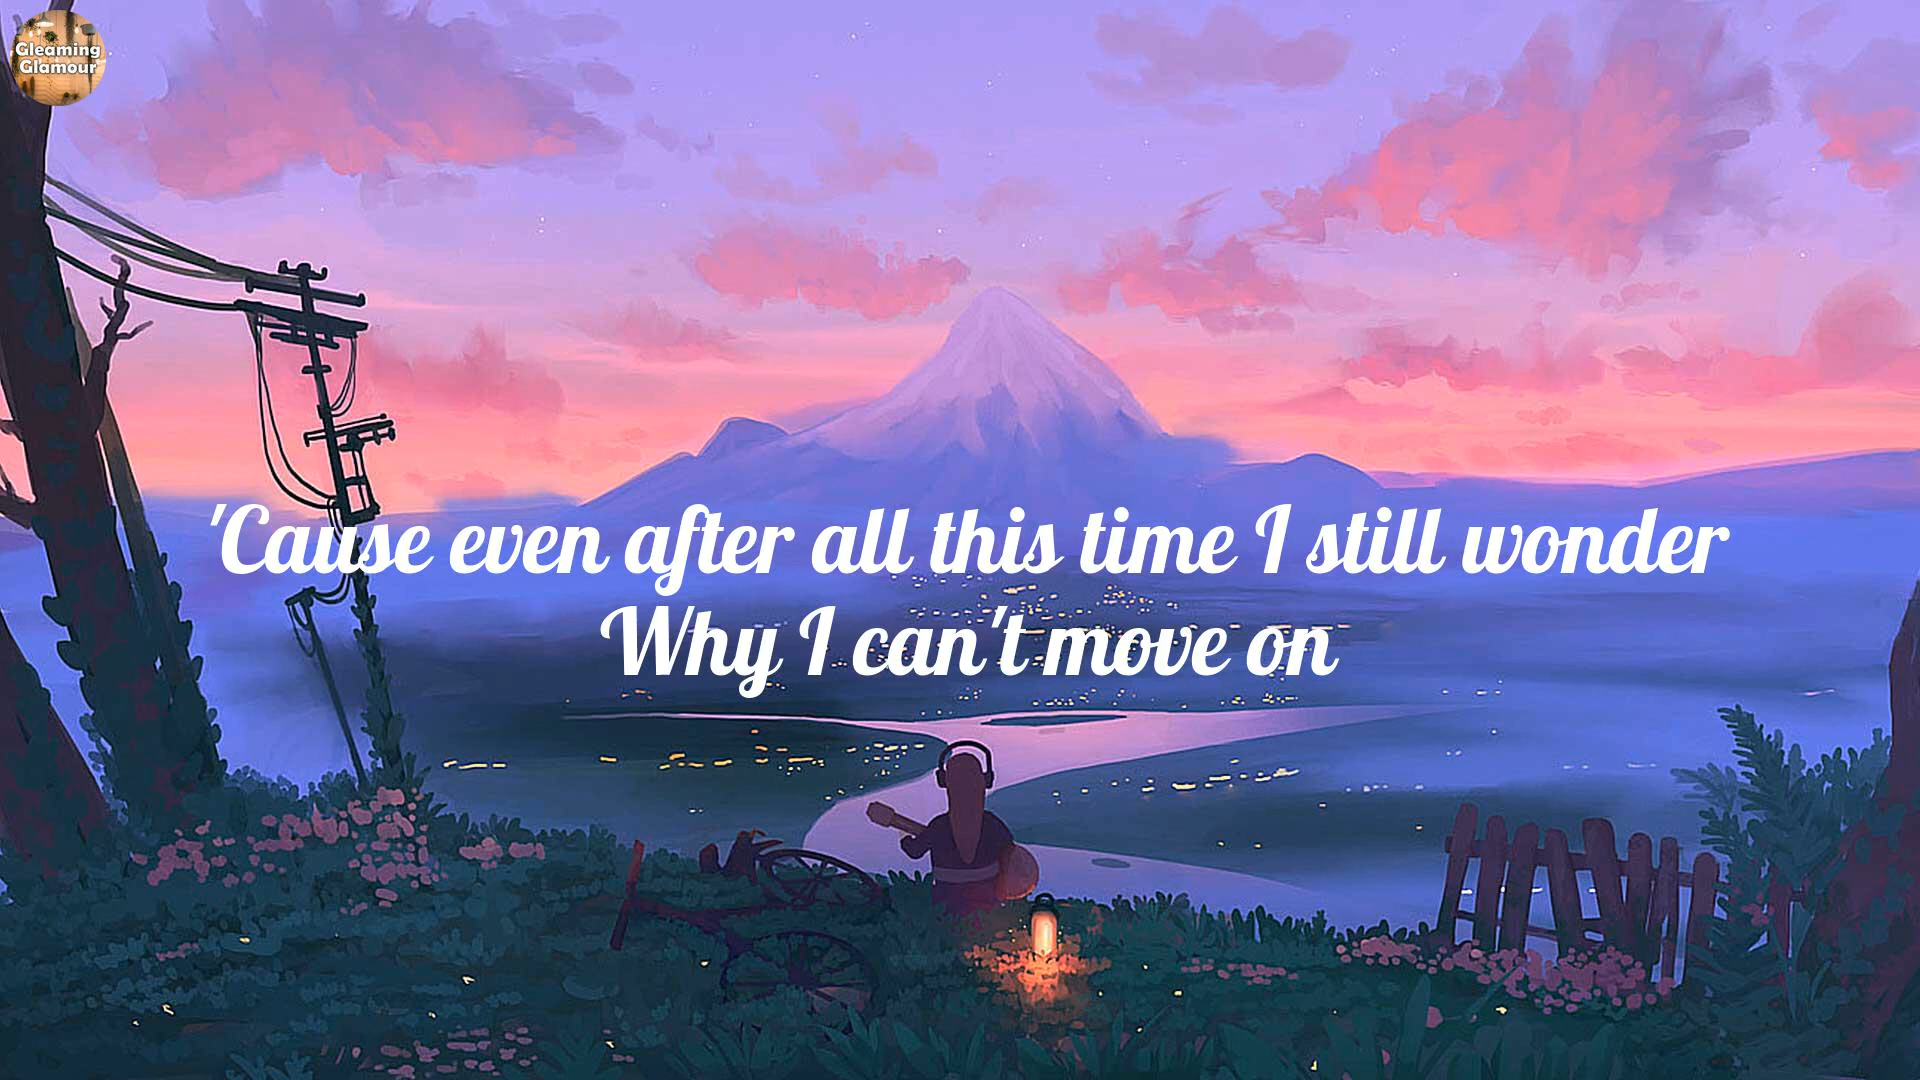 Gleaming
Glamour
'Cause even after all this time I still wonder
Why I can't move on